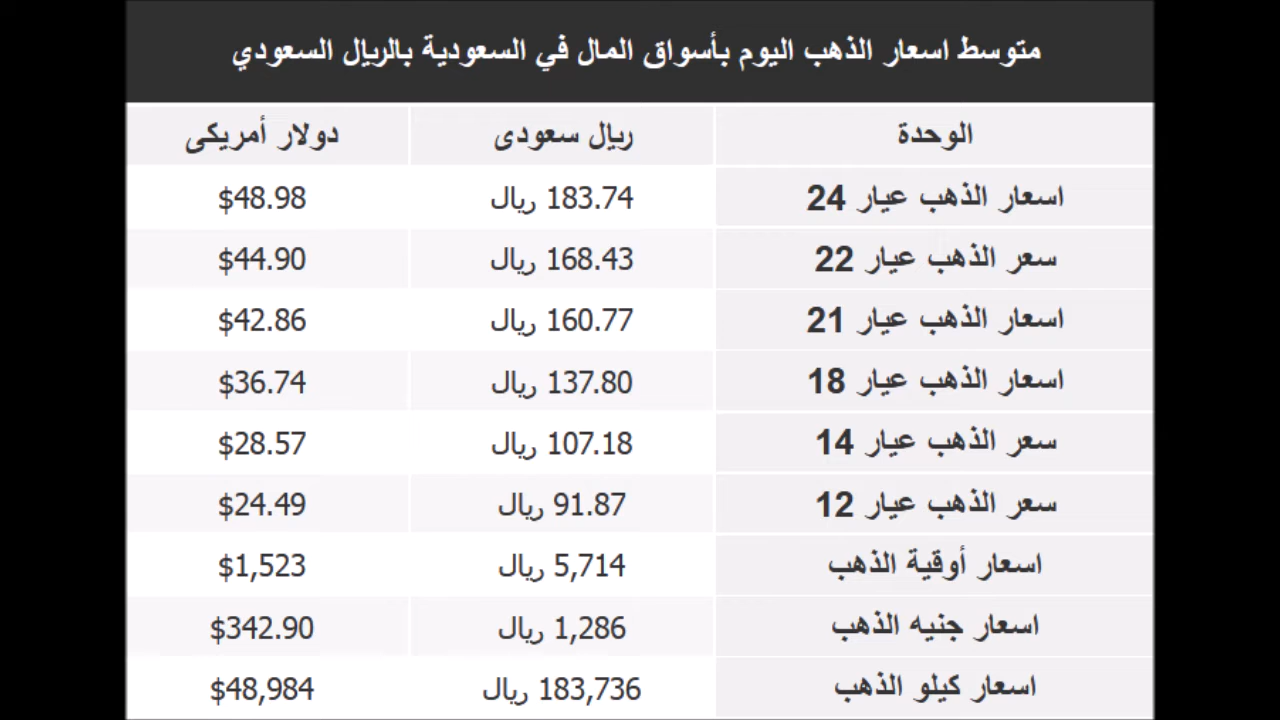 متوسط اسعار الذهب اليوم بأسواق المال في السعودية بالريال السعودي
الوحدة ريال سعودى دولار أمريكى
اسعار الذهب عيار 24 183.74 ريال $48.98
سعر الذهب عيار 22 168.43 ريال $44.90
اسعار الذهب عيار 21 160.77 ريال $42.86
اسعار الذهب عيار 18 137.80 ريال $36.74
سعر الذهب عيار 14 107.18 ريال $28.57
سعر الذهب عيار 12 91.87 ريال $24.49
اسعار أوقية الذهب 5,714 ريال $1,523
اسعار جنيه الذهب 1,286 ريال $342.90
اسعار كيلو الذهب 183,736 ريال $48,984